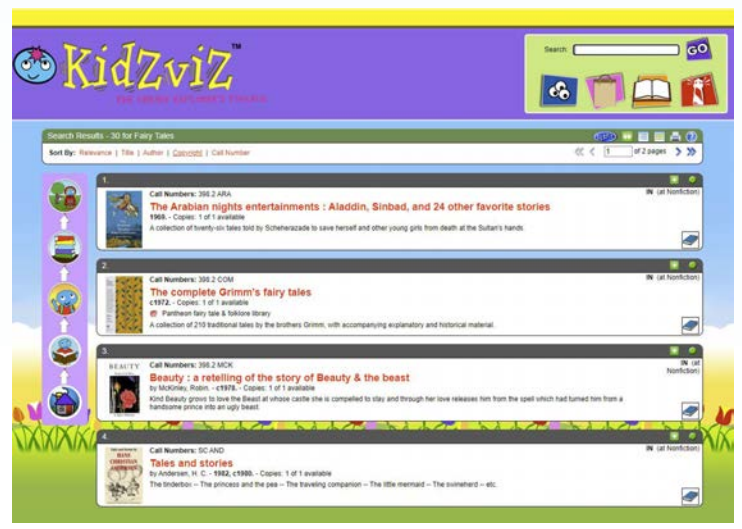 KidZviZ™
Search:
GO
Search Results - 30 for Fairy Tales
Sort By: Relevance | Title | Author | Copyright | Call Number
1 of 2 pages
1.
Call Numbers: 398.2 ARA
IN (at Nonfiction)
The Arabian nights entertainments : Aladdin, Sinbad, and 24 other favorite stories
1969. - Copies: 1 of 1 available
A collection of twenty-six tales told by Scheherazade to save herself and other young girls from death at the Sultan's hands.
2.
Call Numbers: 398.2 COM
IN (at Nonfiction)
The complete Grimm's fairy tales
c1972. - Copies: 1 of 1 available
Pantheon fairy tale & folklore library
A collection of 210 traditional tales by the brothers Grimm, with accompanying explanatory and historical material.
3.
BEAUTY
Call Numbers: 398.2 MCK
IN (at
Nonfiction)
Beauty : a retelling of the story of Beauty & the beast
by McKinley, Robin. - c1978. - Copies: 1 of 1 available
Kind Beauty grows to love the Beast at whose castle she is compelled to stay and through her love releases him from the spell which had turned him from a
handsome prince into an ugly beast.
4.
HANS
CHRISTIAN
Call Numbers: SC AND
IN (at Nonfiction)
Tales and stories
by Andersen, H. C. - 1982, c1980. - Copies: 1 of 1 available
The tinderbox -- The princess and the pea -- The traveling companion -- The little mermaid -- The swineherd -- etc.